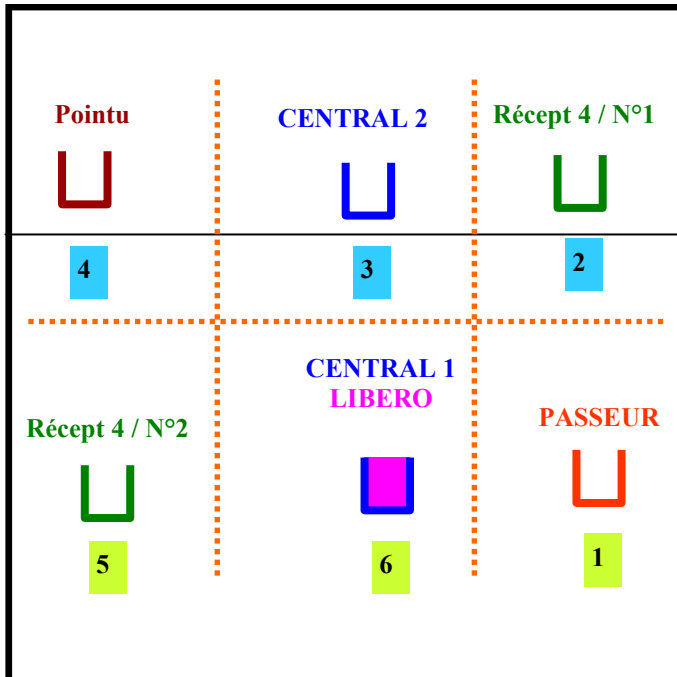 Pointu
CENTRAL 2
Récept 4 / N°1
4
3
2
CENTRAL 1
LIBERO
Récept 4 / N°2
PASSEUR
5
6
1